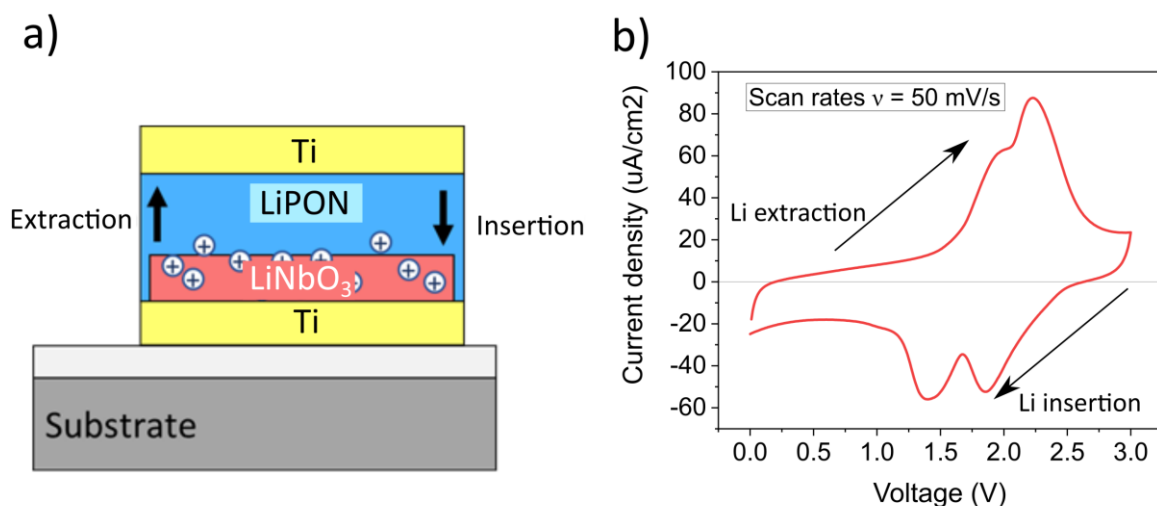 a)
Ti
Extraction
LiPON
Insertion
LiNbO₃
Ti
Substrate
b)
Scan rates ν = 50 mV/s
Li extraction
Li insertion
Current density (uA/cm2)
100
80
60
40
20
0
-20
-40
-60
0.0 0.5 1.0 1.5 2.0 2.5 3.0
Voltage (V)